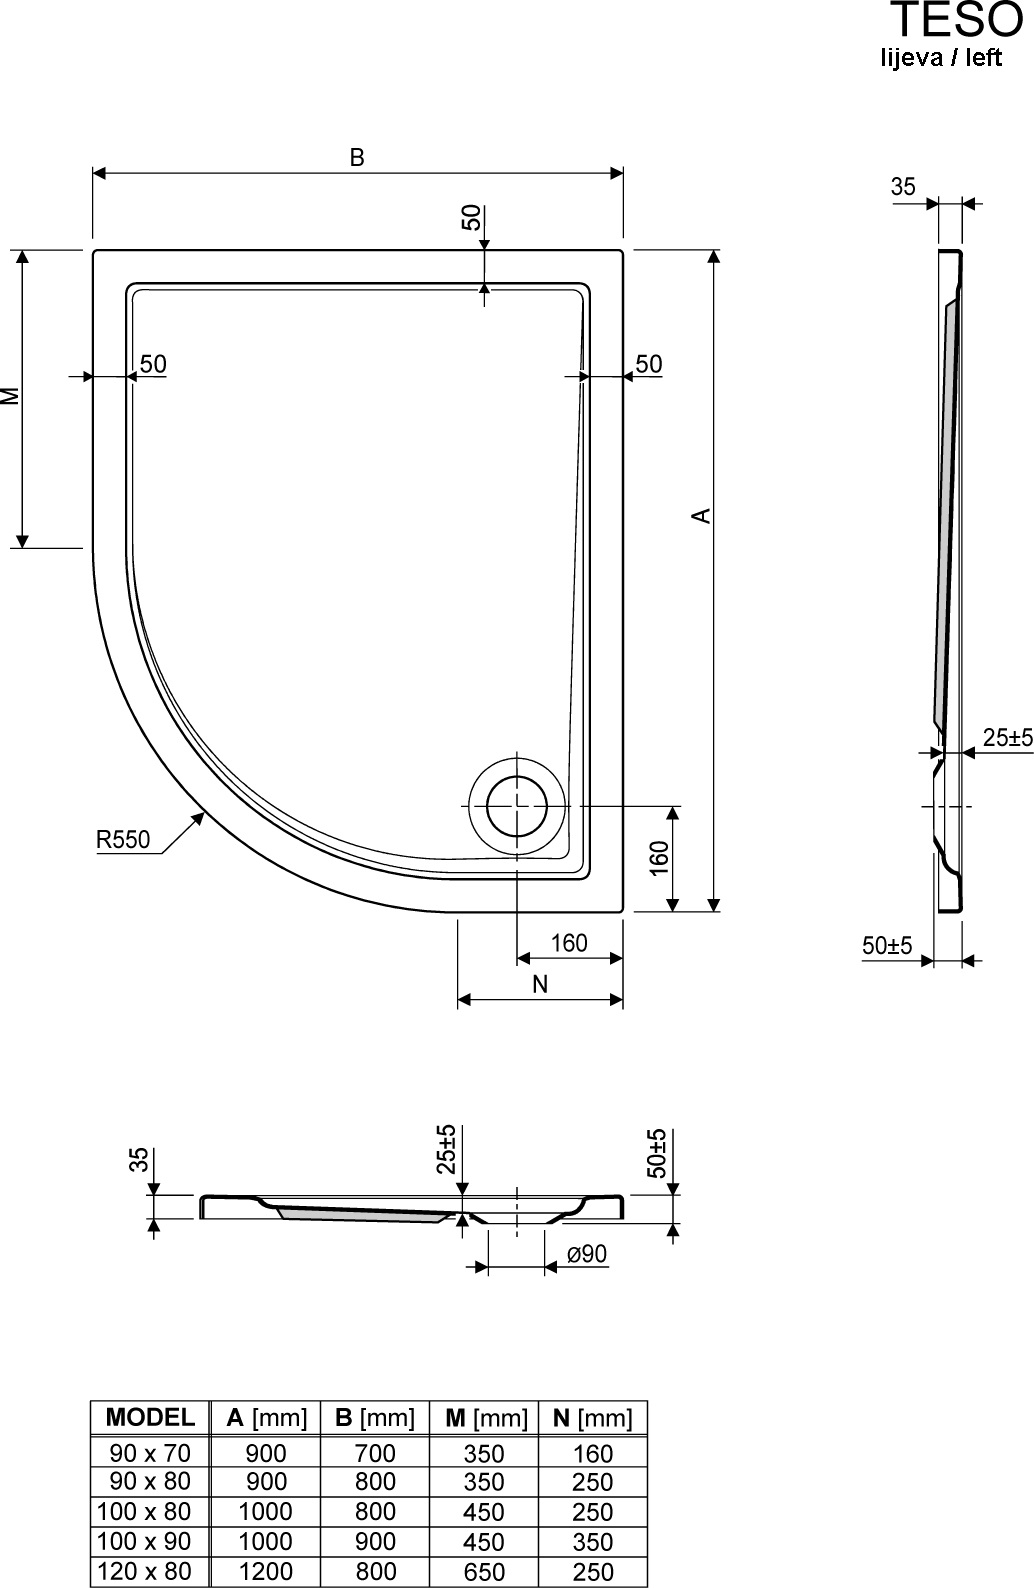 TESO
lijeva / left
B
35
50
M
50
50
A
25±5
R550
160
160
50±5
N
35
25±5
50±5
ø90
MODEL A [mm] B [mm] M [mm] N [mm]
90 x 70 900 700 350 160
90 x 80 900 800 350 250
100 x 80 1000 800 450 250
100 x 90 1000 900 450 350
120 x 80 1200 800 650 250